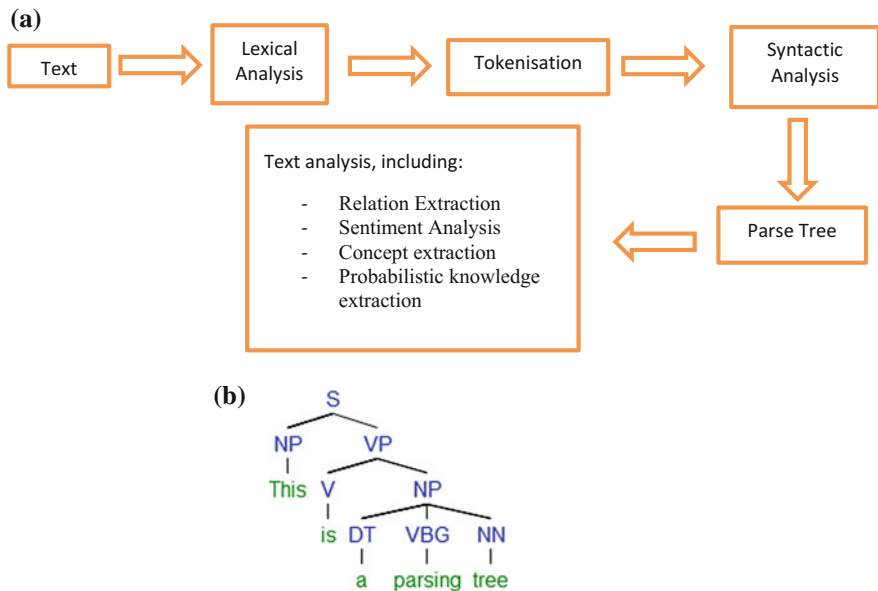 (a)
Text
Lexical
Analysis
Tokenisation
Syntactic
Analysis
Parse Tree
Text analysis, including:
- Relation Extraction
- Sentiment Analysis
- Concept extraction
- Probabilistic knowledge
extraction
(b)
S
NP VP
This V NP
is DT VBG NN
a parsing tree